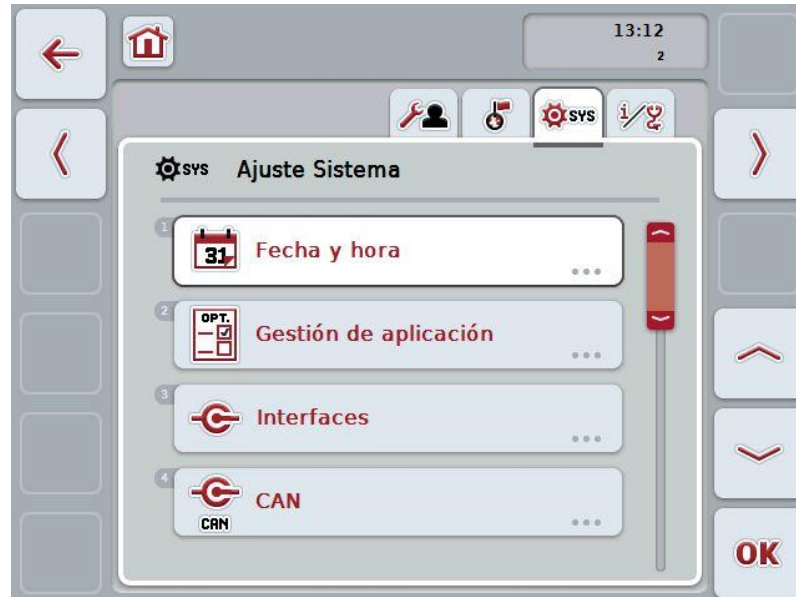 13:12
2
SYS
i/
SYS Ajuste Sistema
1
31 Fecha y hora
2
OPT.
Gestión de aplicación
3
Interfaces
4
CAN
CAN
OK